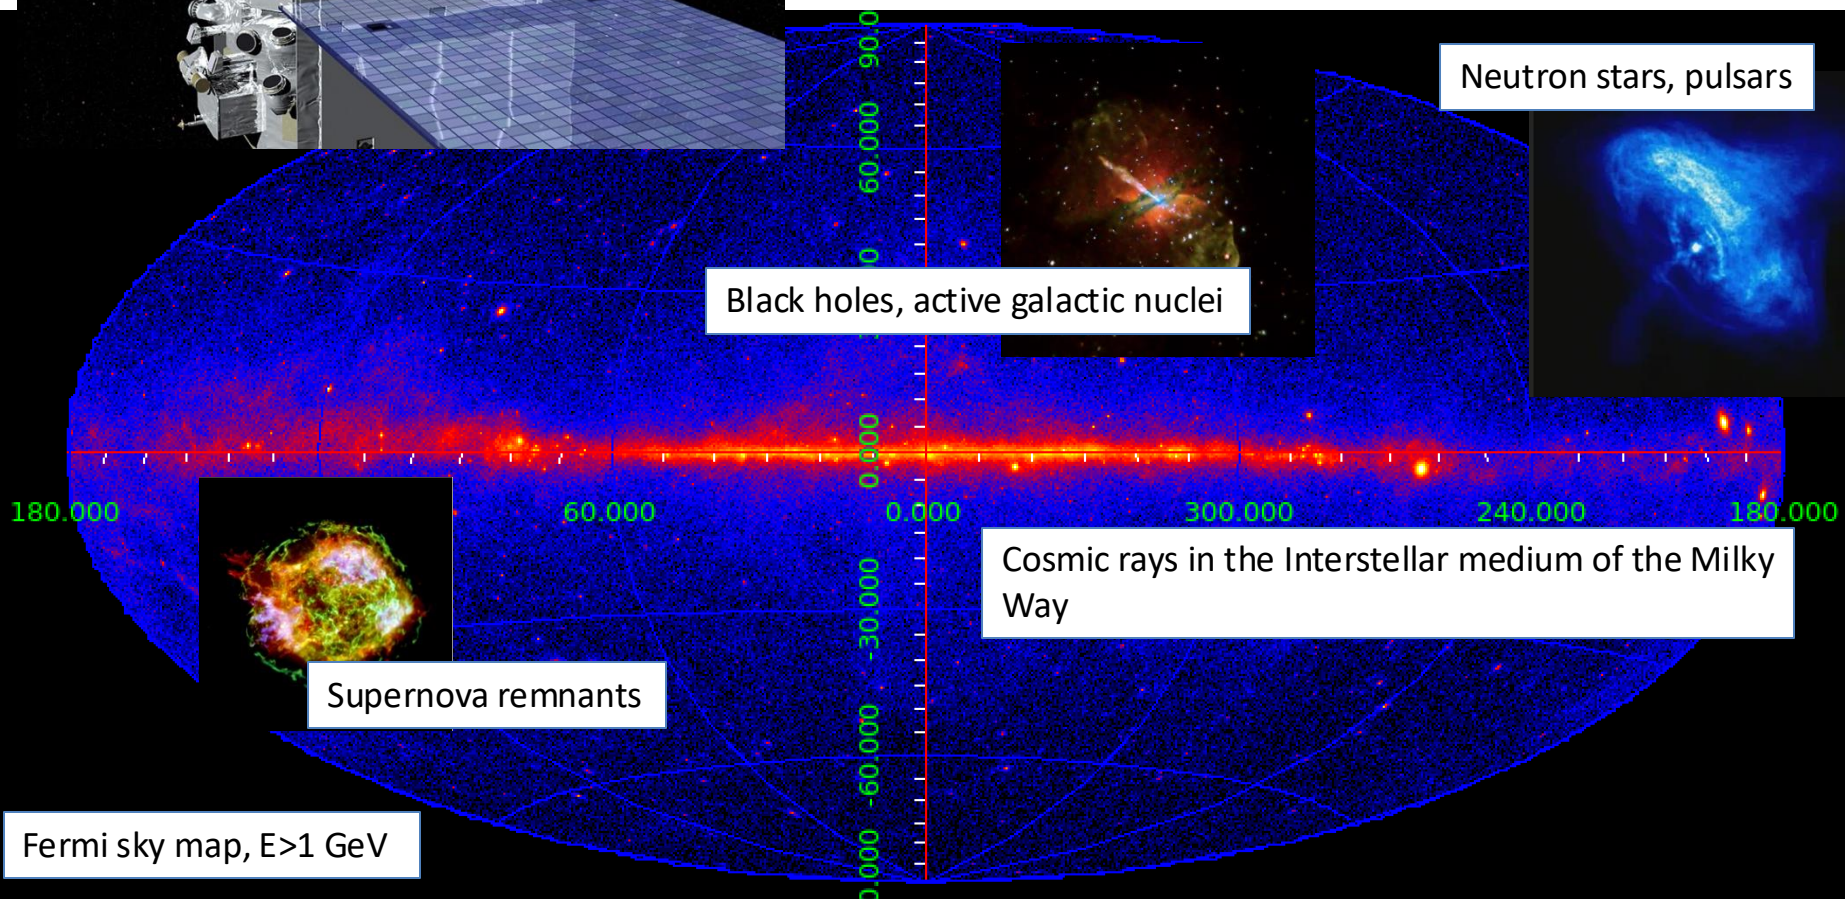 Neutron stars, pulsars
90.0
60.000
Black holes, active galactic nuclei
0.000
180.000
60.000
0.000
300.000
240.000
180.000
Cosmic rays in the Interstellar medium of the Milky
Way
-30.000
Supernova remnants
-60.000
Fermi sky map, E>1 GeV